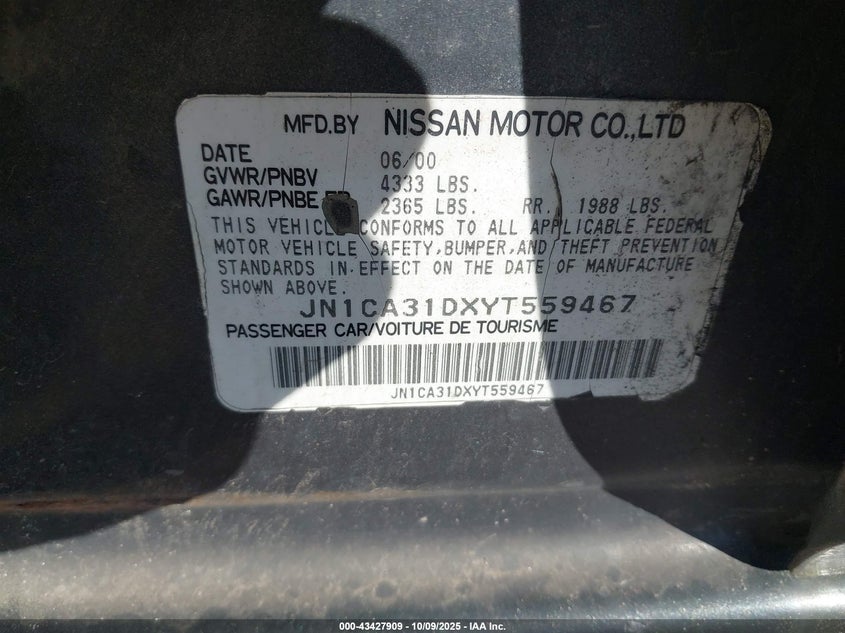 MFD.BY NISSAN MOTOR CO.,LTD
DATE 06/00
GVWR/PNBV 4333 LBS.
GAWR/PNBE FR 2365 LBS. RR. 1988 LBS.
THIS VEHICLE CONFORMS TO ALL APPLICABLE FEDERAL
MOTOR VEHICLE SAFETY,BUMPER,AND THEFT PREVENTION
STANDARDS IN EFFECT ON THE DATE OF MANUFACTURE
SHOWN ABOVE.
JN1CA31DXYT559467
PASSENGER CAR/VOITURE DE TOURISME
JN1CA31DXYT559467
000-43427909 - 10/09/2025 - IAA Inc.